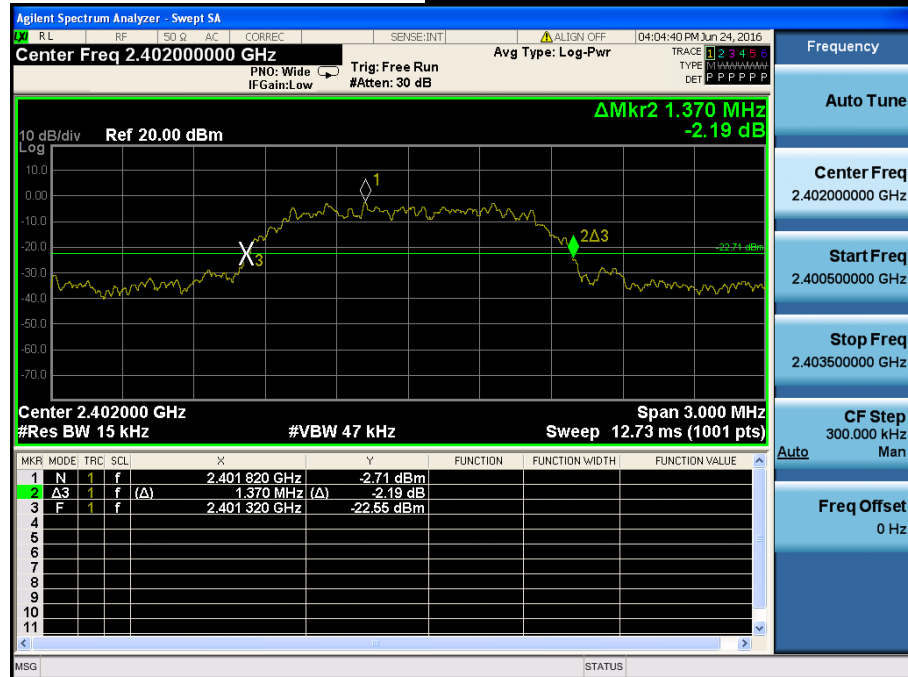 Agilent Spectrum Analyzer - Swept SA
LXI RL RF 50 Ω AC CORREC SENSE:INT ALIGN OFF 04:04:40 PM Jun 24, 2016
Center Freq 2.402000000 GHz
PNO: Wide
IFGain:Low
Trig: Free Run
#Atten: 30 dB
Avg Type: Log-Pwr
TRACE 1 2 3 4 5 6
TYPE M WWWWW
DET P P P P P P
ΔMkr2 1.370 MHz
-2.19 dB
10 dB/div Ref 20.00 dBm
Log
10.0
0.00
-10.0
-20.0
-30.0
-40.0
-50.0
-60.0
-70.0
1
2Δ3
3
-22.71 dBm
Center 2.402000 GHz Span 3.000 MHz
#Res BW 15 kHz #VBW 47 kHz Sweep 12.73 ms (1001 pts)
MKR MODE TRC SCL X Y FUNCTION FUNCTION WIDTH FUNCTION VALUE
1 N 1 f 2.401 820 GHz -2.71 dBm
2 Δ3 1 f (Δ) 1.370 MHz (Δ) -2.19 dB
3 F 1 f 2.401 320 GHz -22.55 dBm
4
5
6
7
8
9
10
11
MSG STATUS
Frequency
Auto Tune
Center Freq
2.402000000 GHz
Start Freq
2.400500000 GHz
Stop Freq
2.403500000 GHz
CF Step
300.000 kHz
Auto Man
Freq Offset
0 Hz